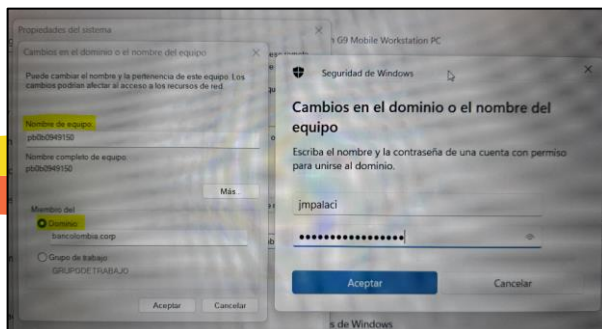 Propiedades del sistema
G9 Mobile Workstation PC
Cambios en el dominio o el nombre del equipo
Puede cambiar el nombre y la pertenencia de este equipo. Los
cambios podrían afectar al acceso a los recursos de red.
Nombre de equipo:
pb0b0949150
Nombre completo de equipo:
pb0b0949150
Más...
Miembro del
Dominio:
bancolombia.corp
Grupo de trabajo:
GRUPODETRABAJO
Aceptar
Cancelar
Seguridad de Windows
Cambios en el dominio o el nombre del
equipo
Escriba el nombre y la contraseña de una cuenta con permiso
para unirse al dominio.
jmpalaci
Aceptar
Cancelar
s de Windows